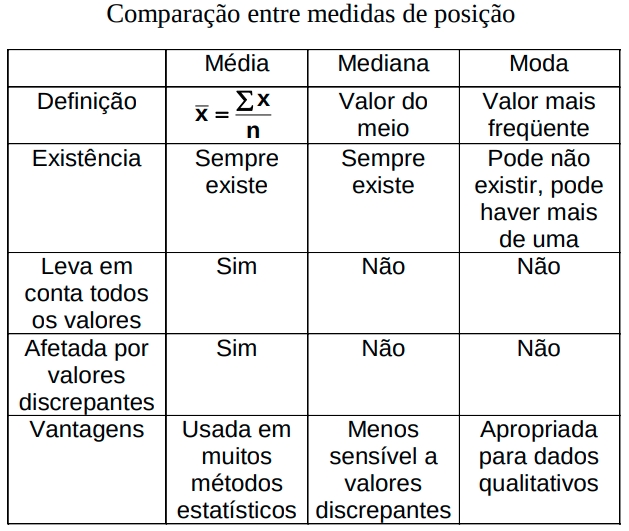 Comparação entre medidas de posição
Média Mediana Moda
Definição
x̅ = ∑x
n
Valor do
meio
Valor mais
freqüente
Existência
Sempre
existe
Sempre
existe
Pode não
existir, pode
haver mais
de uma
Leva em
conta todos
os valores
Sim
Não
Não
Afetada por
valores
discrepantes
Sim
Não
Não
Vantagens
Usada em
muitos
métodos
estatísticos
Menos
sensível a
valores
discrepantes
Apropriada
para dados
qualitativos